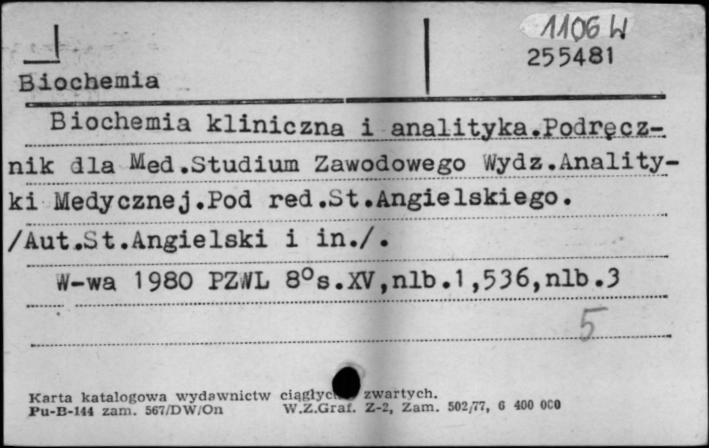 1106 W
255481
Biochemia
Biochemia kliniczna i analityka.Podręcz-
nik dla Med.Studium Zawodowego Wydz.Anality-
ki Medycznej.Pod red.St.Angielskiego.
/Aut.St.Angielski i in./.
W-wa 1980 PZWL 8°s.XV,nlb.1,536,nlb.3
5
Karta katalogowa wydawnictw zwartych.
Pu-B-144 zam. 567/DW/On W.Z.Graf. Z-2, Zam. 502/77, 6 400 000